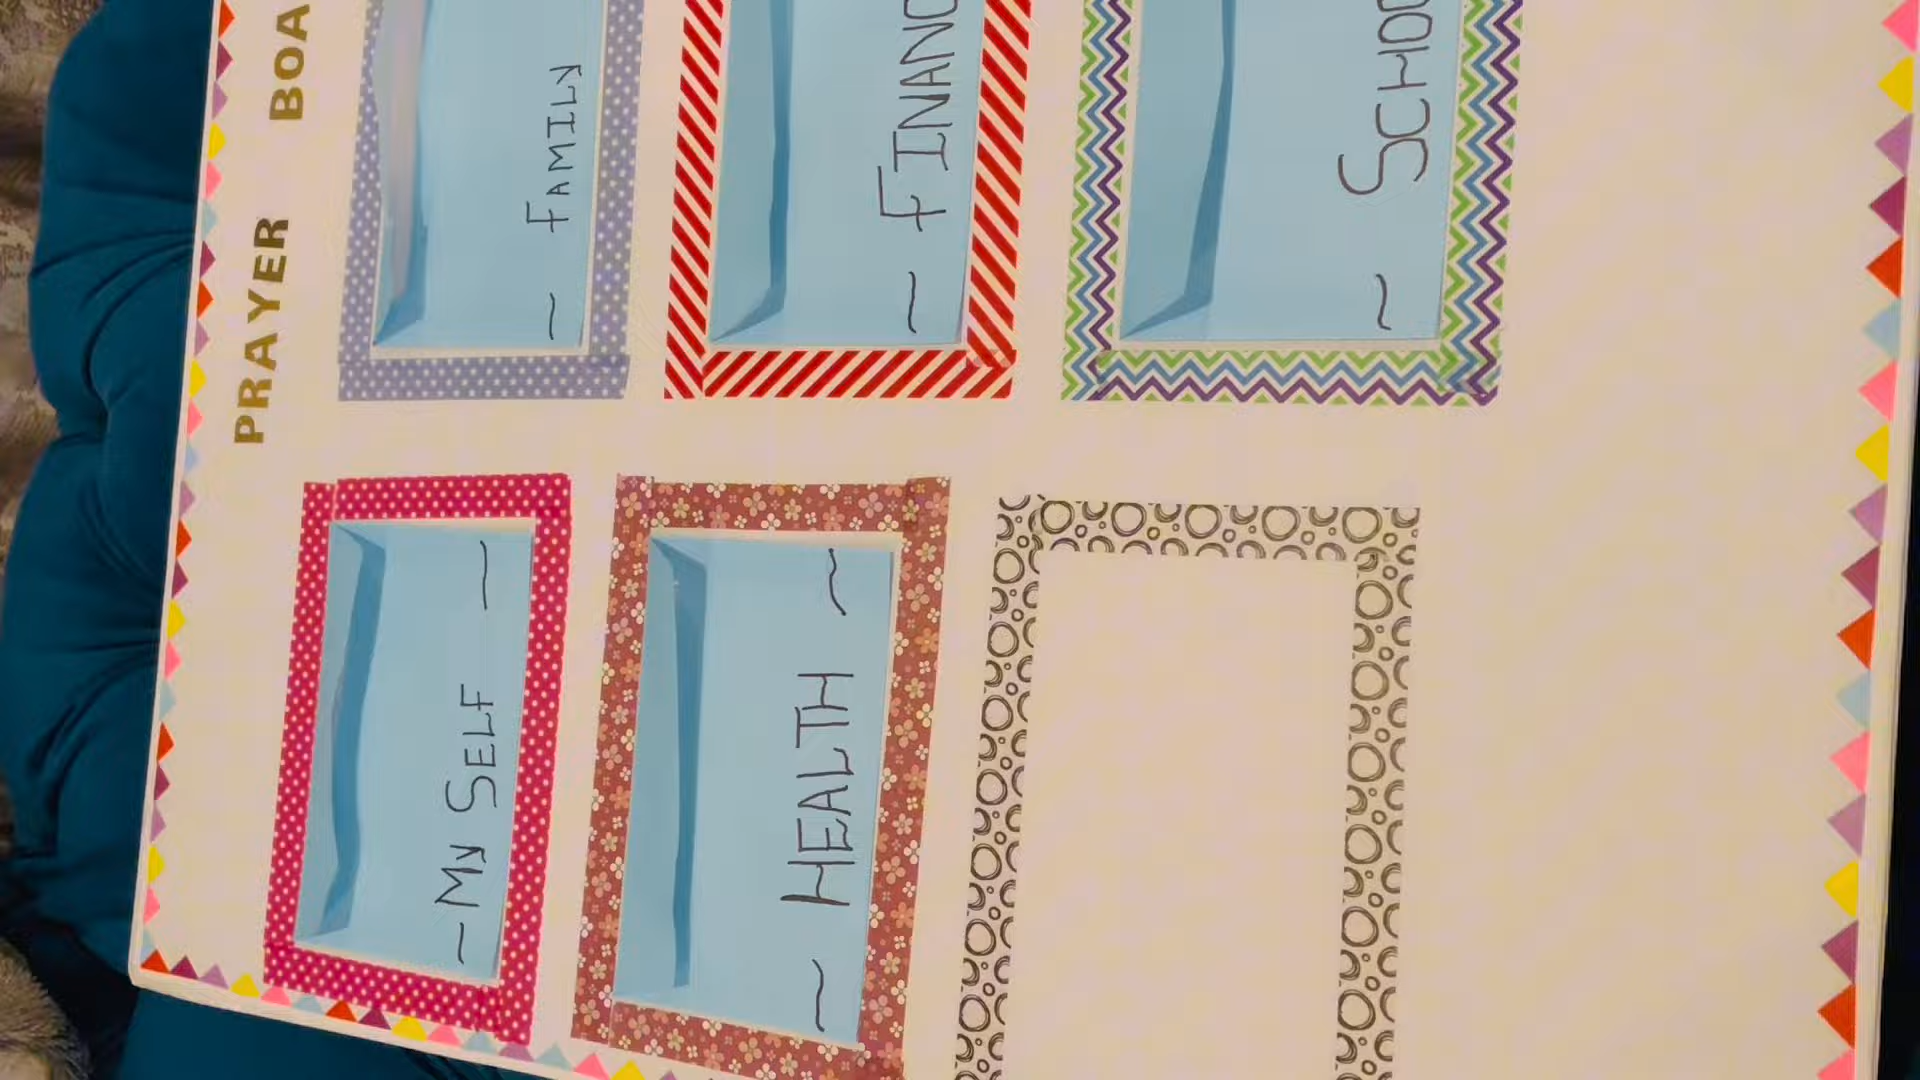 PRAYER BOA
~ My SELF ~
~ FAMILY
~ HEALTH ~
~ FINANC
~ SCHOO